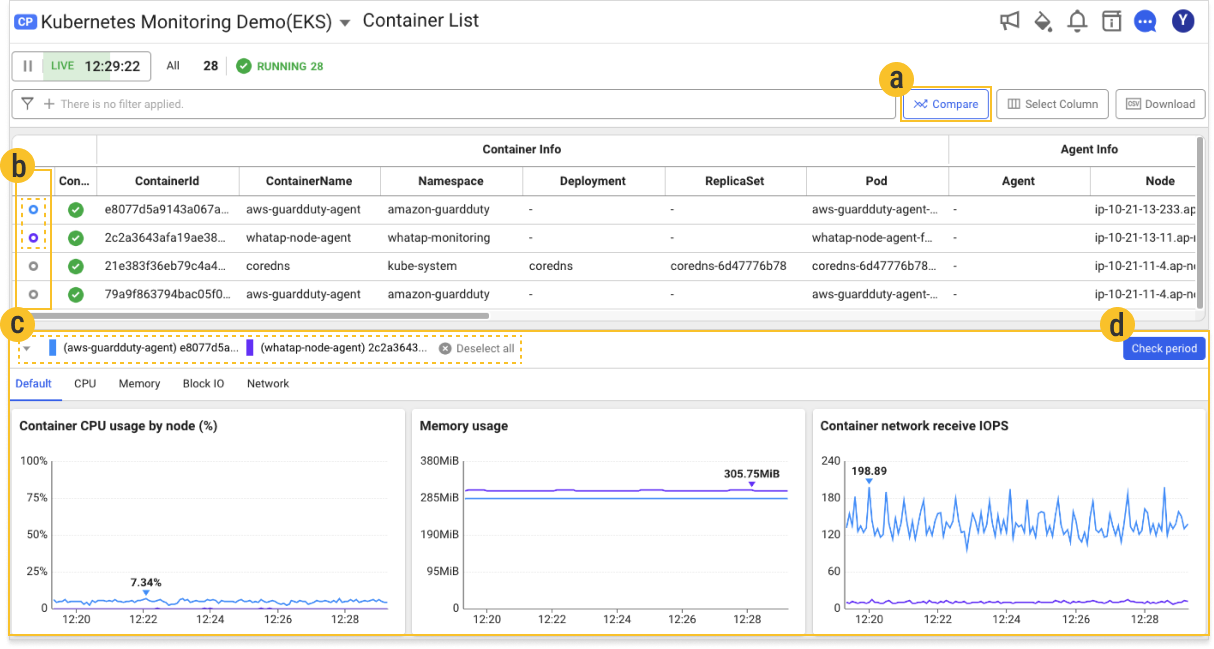 CP Kubernetes Monitoring Demo(EKS) Container List Y
LIVE 12:29:22 All 28 RUNNING 28
a
There is no filter applied. Compare Select Column CSV Download
b
Container Info Agent Info
Con... ContainerId ContainerName Namespace Deployment ReplicaSet Pod Agent Node
e8077d5a9143a067a... aws-guardduty-agent amazon-guardduty - - aws-guardduty-agent-... - ip-10-21-13-233.ap
2c2a3643afa19ae38... whatap-node-agent whatap-monitoring - - whatap-node-agent-f... - ip-10-21-13-11.ap-n
21e383f36eb79c4a4... coredns kube-system coredns coredns-6d47776b78 coredns-6d47776b78... - ip-10-21-11-4.ap-ne
79a9f863794bac05f0... aws-guardduty-agent amazon-guardduty - - aws-guardduty-agent-... - ip-10-21-11-4.ap-ne
c d
(aws-guardduty-agent) e8077d5a... (whatap-node-agent) 2c2a3643... Deselect all Check period
Default CPU Memory Block IO Network
Container CPU usage by node (%)
100%
75%
50%
25%
0
7.34%
12:20 12:22 12:24 12:26 12:28
Memory usage
380MiB
285MiB
190MiB
95MiB
0
305.75MiB
12:20 12:22 12:24 12:26 12:28
Container network receive IOPS
240
180
120
60
0
198.89
12:20 12:22 12:24 12:26 12:28